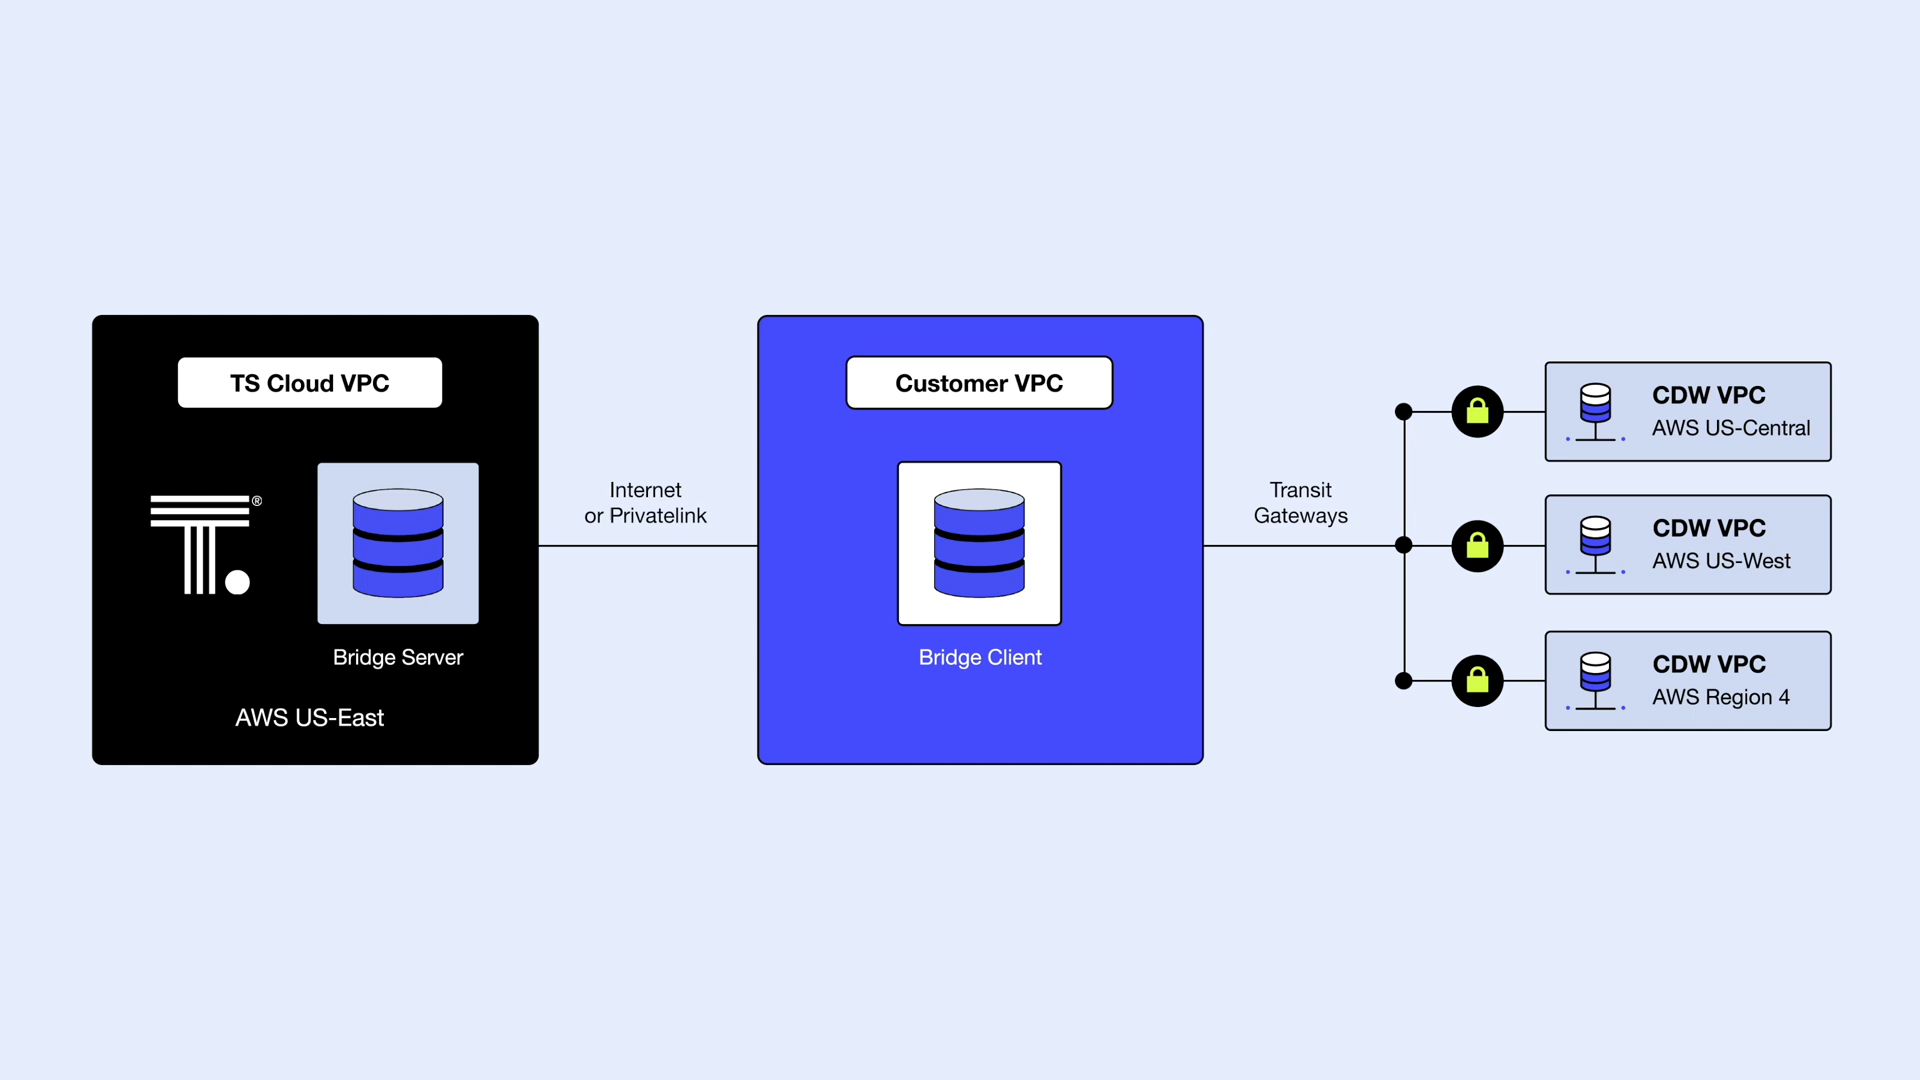 TS Cloud VPC
T.®
Bridge Server
AWS US-East
Internet
or Privatelink
Customer VPC
Bridge Client
Transit
Gateways
CDW VPC
AWS US-Central
CDW VPC
AWS US-West
CDW VPC
AWS Region 4